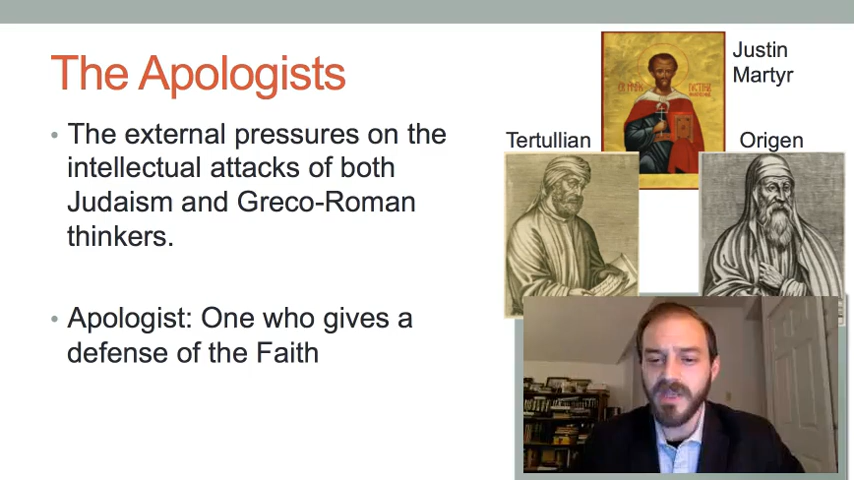 The Apologists
• The external pressures on the
intellectual attacks of both
Judaism and Greco-Roman
thinkers.
• Apologist: One who gives a
defense of the Faith
Justin
Martyr
Tertullian
Origen